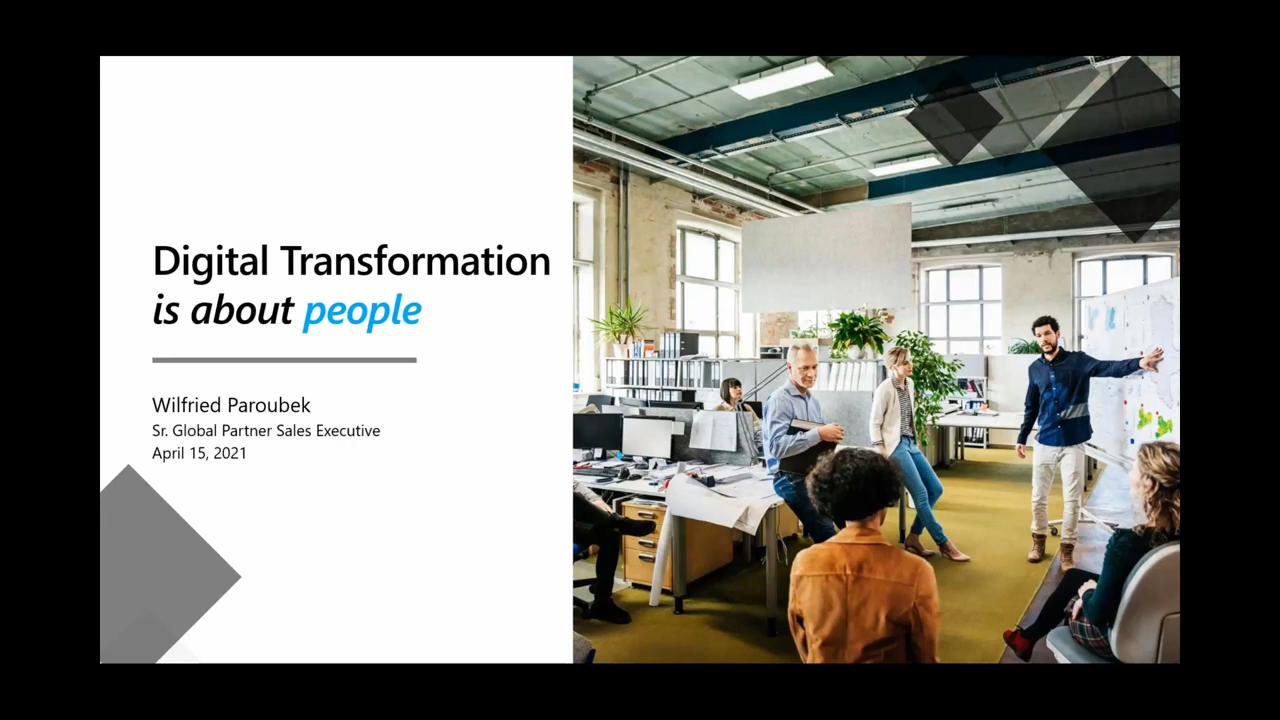 Digital Transformation
is about people
Wilfried Paroubek
Sr. Global Partner Sales Executive
April 15, 2021